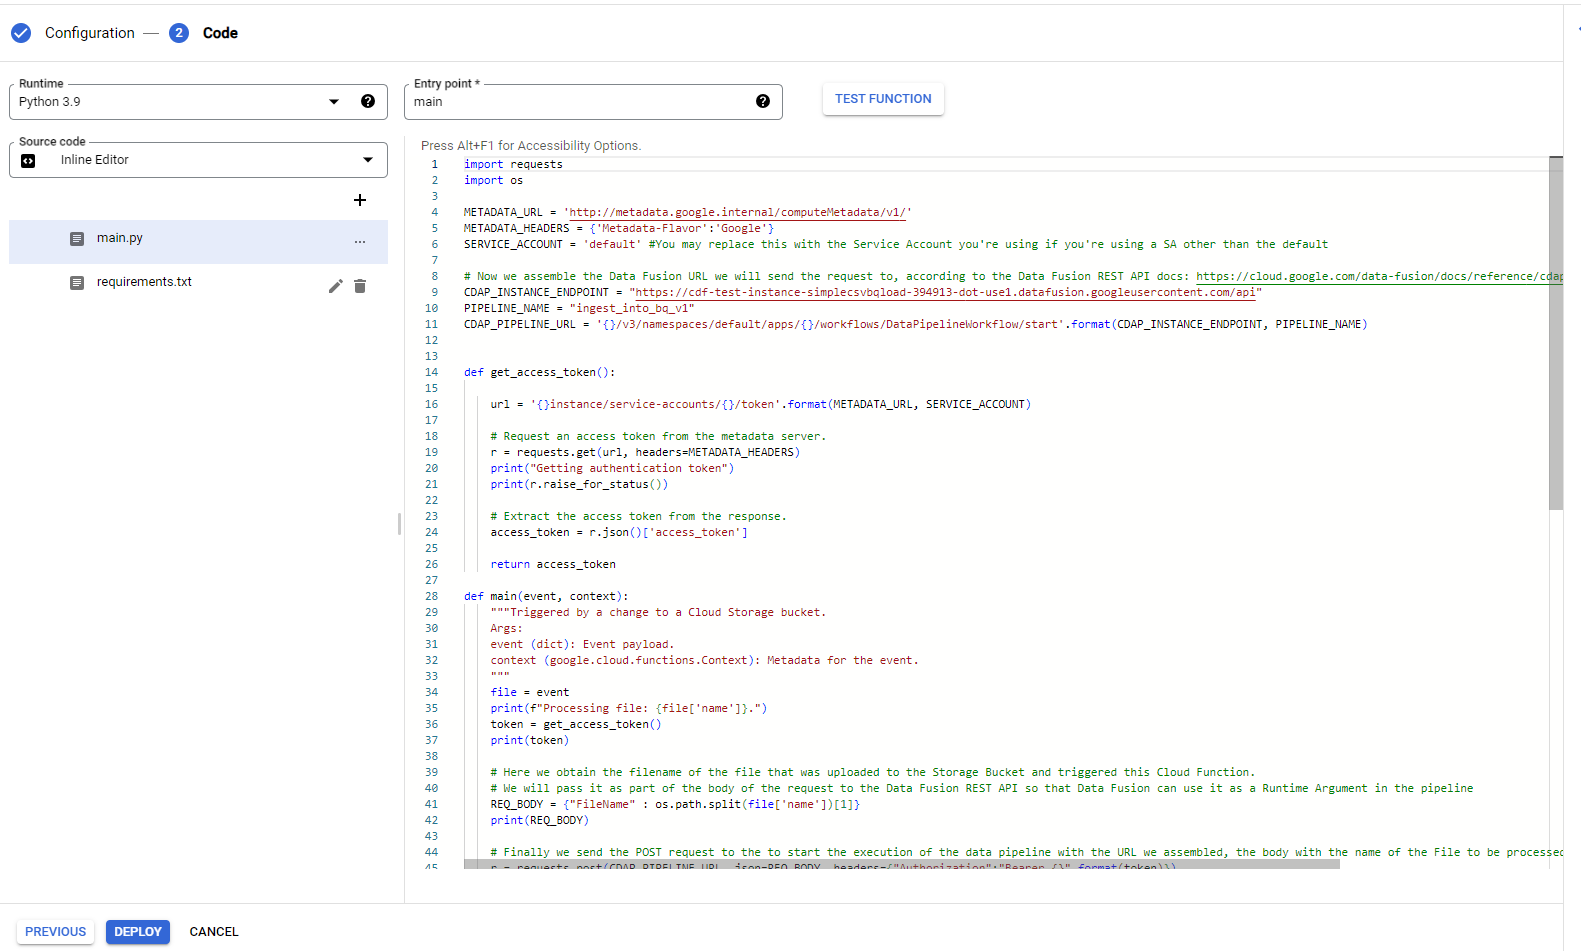 Configuration — 2 Code
Runtime
Python 3.9
Entry point *
main
TEST FUNCTION
Source code
Inline Editor
main.py
requirements.txt
Press Alt+F1 for Accessibility Options.
1 import requests
2 import os
3
4 METADATA_URL = 'http://metadata.google.internal/computeMetadata/v1/'
5 METADATA_HEADERS = {'Metadata-Flavor':'Google'}
6 SERVICE_ACCOUNT = 'default' #You may replace this with the Service Account you're using if you're using a SA other than the default
7
8 # Now we assemble the Data Fusion URL we will send the request to, according to the Data Fusion REST API docs: https://cloud.google.com/data-fusion/docs/reference/cdap
9 CDAP_INSTANCE_ENDPOINT = "https://cdf-test-instance-simplecsvbqload-394913-dot-use1.datafusion.googleusercontent.com/api"
10 PIPELINE_NAME = "ingest_into_bq_v1"
11 CDAP_PIPELINE_URL = '{}/v3/namespaces/default/apps/{}/workflows/DataPipelineWorkflow/start'.format(CDAP_INSTANCE_ENDPOINT, PIPELINE_NAME)
12
13
14 def get_access_token():
15
16 url = '{}instance/service-accounts/{}/token'.format(METADATA_URL, SERVICE_ACCOUNT)
17
18 # Request an access token from the metadata server.
19 r = requests.get(url, headers=METADATA_HEADERS)
20 print("Getting authentication token")
21 print(r.raise_for_status())
22
23 # Extract the access token from the response.
24 access_token = r.json()['access_token']
25
26 return access_token
27
28 def main(event, context):
29 """Triggered by a change to a Cloud Storage bucket.
30 Args:
31 event (dict): Event payload.
32 context (google.cloud.functions.Context): Metadata for the event.
33 """
34 file = event
35 print(f"Processing file: {file['name']}.")
36 token = get_access_token()
37 print(token)
38
39 # Here we obtain the filename of the file that was uploaded to the Storage Bucket and triggered this Cloud Function.
40 # We will pass it as part of the body of the request to the Data Fusion REST API so that Data Fusion can use it as a Runtime Argument in the pipeline
41 REQ_BODY = {"FileName" : os.path.split(file['name'])[1]}
42 print(REQ_BODY)
43
44 # Finally we send the POST request to the to start the execution of the data pipeline with the URL we assembled, the body with the name of the File to be processed
45 r = requests.post(CDAP_PIPELINE_URL, json=REQ_BODY, headers={"Authorization":"Bearer {}".format(token)})
PREVIOUS DEPLOY CANCEL